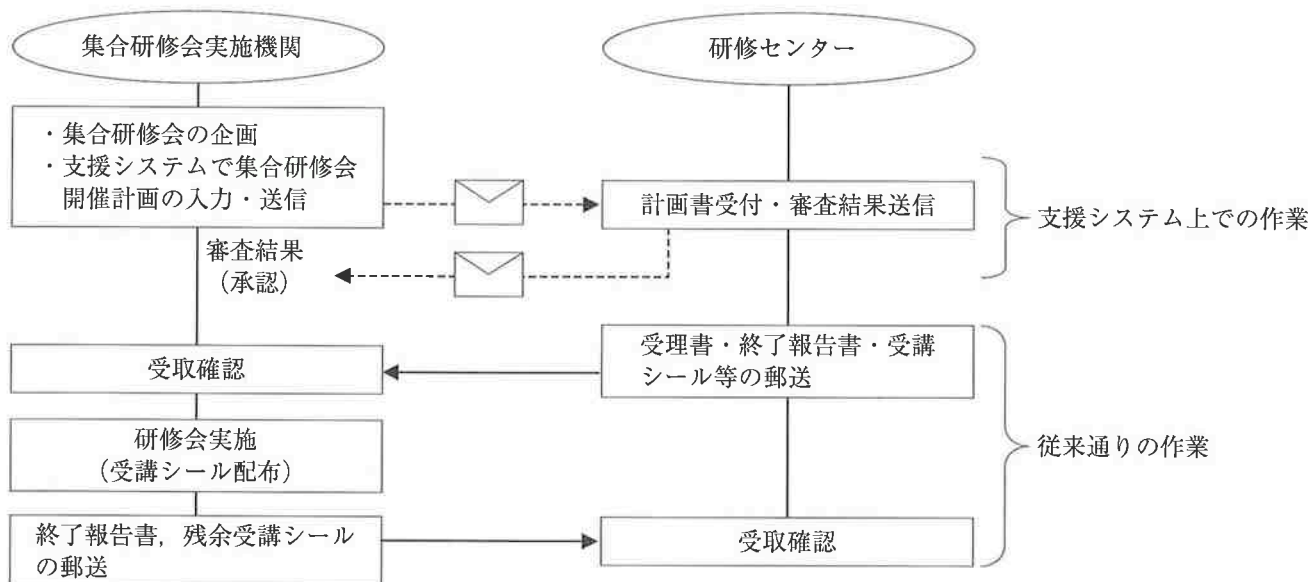 集合研修会実施機関
研修センター
・集合研修会の企画
・支援システムで集合研修会
開催計画の入力・送信
計画書受付・審査結果送信
支援システム上での作業
審査結果
（承認）
受理書・終了報告書・受講
シール等の郵送
受取確認
研修会実施
（受講シール配布）
従来通りの作業
終了報告書，残余受講シール
の郵送
受取確認